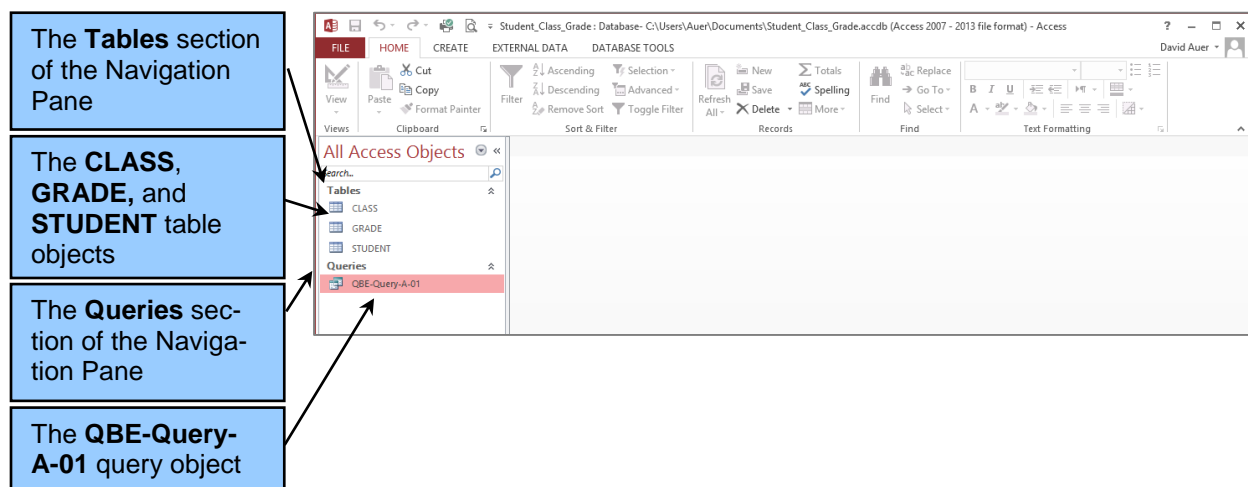 The Tables section
of the Navigation
Pane
The CLASS,
GRADE, and
STUDENT table
objects
The Queries sec-
tion of the Naviga-
tion Pane
The QBE-Query-
A-01 query object
Student_Class_Grade : Database- C:\Users\Auer\Documents\Student_Class_Grade.accdb (Access 2007 - 2013 file format) - Access
FILE HOME CREATE EXTERNAL DATA DATABASE TOOLS David Auer
View
Views
Paste
Cut
Copy
Format Painter
Clipboard
Filter
Ascending
Descending
Remove Sort
Selection
Advanced
Toggle Filter
Sort & Filter
Refresh
All
New
Save
Delete
Totals
Spelling
More
Records
Find
Replace
Go To
Select
Find
B I U
A
Text Formatting
All Access Objects
earch...
Tables
CLASS
GRADE
STUDENT
Queries
QBE-Query-A-01